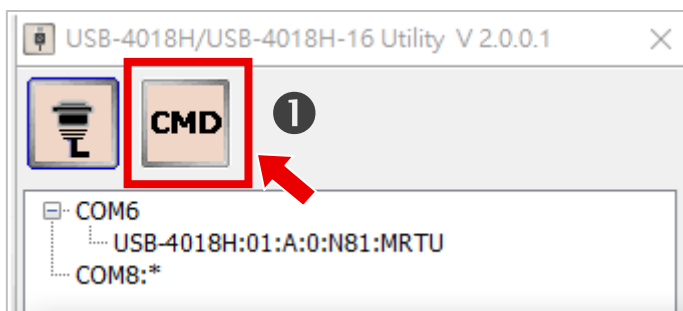 USB-4018H/USB-4018H-16 Utility V 2.0.0.1
CMD
❶
COM6
USB-4018H:01:A:0:N81:MRTU
COM8:*